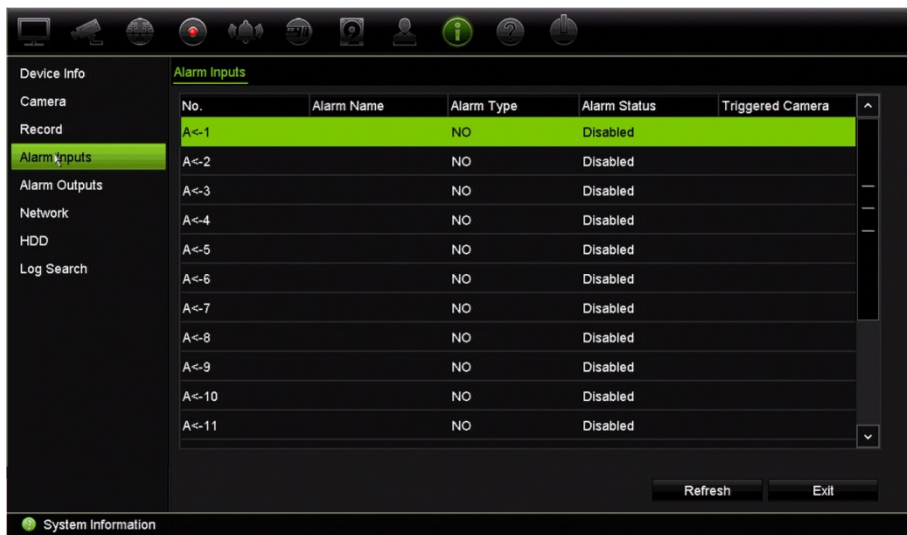 Device Info
Camera
Record
Alarm Inputs
Alarm Outputs
Network
HDD
Log Search
Alarm Inputs
No. Alarm Name Alarm Type Alarm Status Triggered Camera
A<-1 NO Disabled
A<-2 NO Disabled
A<-3 NO Disabled
A<-4 NO Disabled
A<-5 NO Disabled
A<-6 NO Disabled
A<-7 NO Disabled
A<-8 NO Disabled
A<-9 NO Disabled
A<-10 NO Disabled
A<-11 NO Disabled
Refresh Exit
System Information